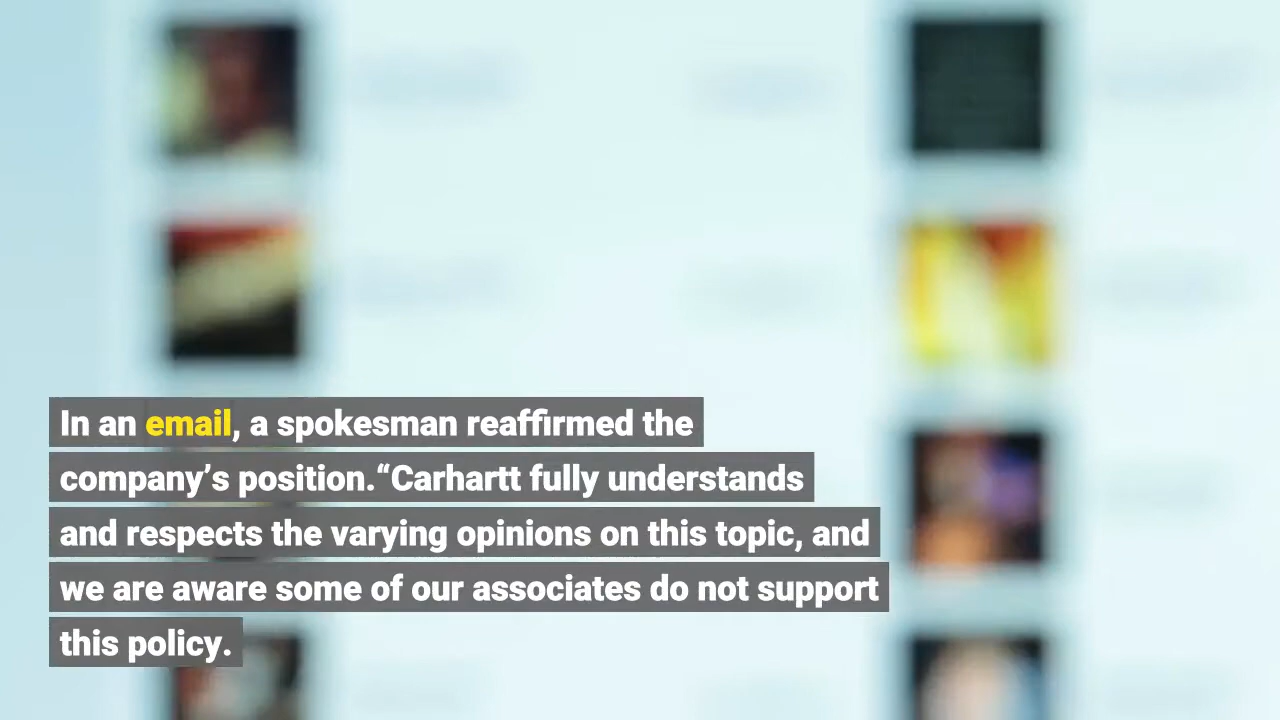 In an email, a spokesman reaffirmed the
company’s position.“Carhartt fully understands
and respects the varying opinions on this topic, and
we are aware some of our associates do not support
this policy.